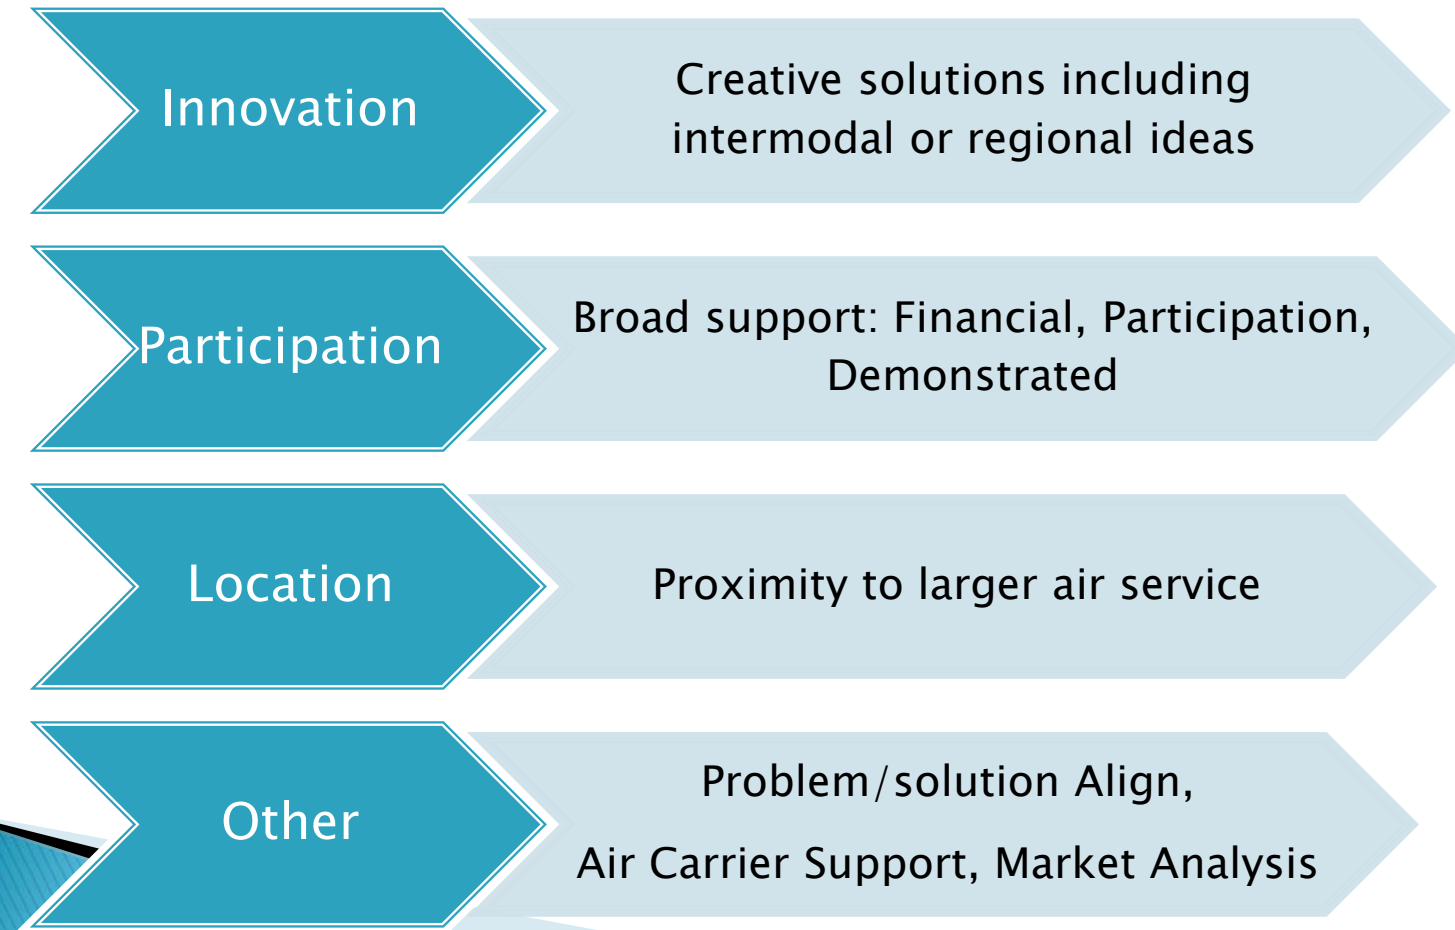 Innovation
Creative solutions including
intermodal or regional ideas
Participation
Broad support: Financial, Participation,
Demonstrated
Location
Proximity to larger air service
Other
Problem/solution Align,
Air Carrier Support, Market Analysis